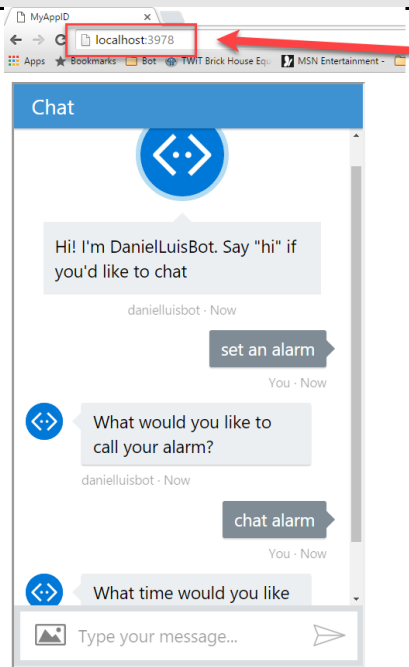 MyAppID
localhost:3978
Apps Bookmarks Bot TWiT Brick House Equ MSN Entertainment -
Chat
Hi! I'm DanielLuisBot. Say "hi" if
you'd like to chat
danielluisbot · Now
set an alarm
You · Now
What would you like to
call your alarm?
danielluisbot · Now
chat alarm
You · Now
What time would you like
Type your message...